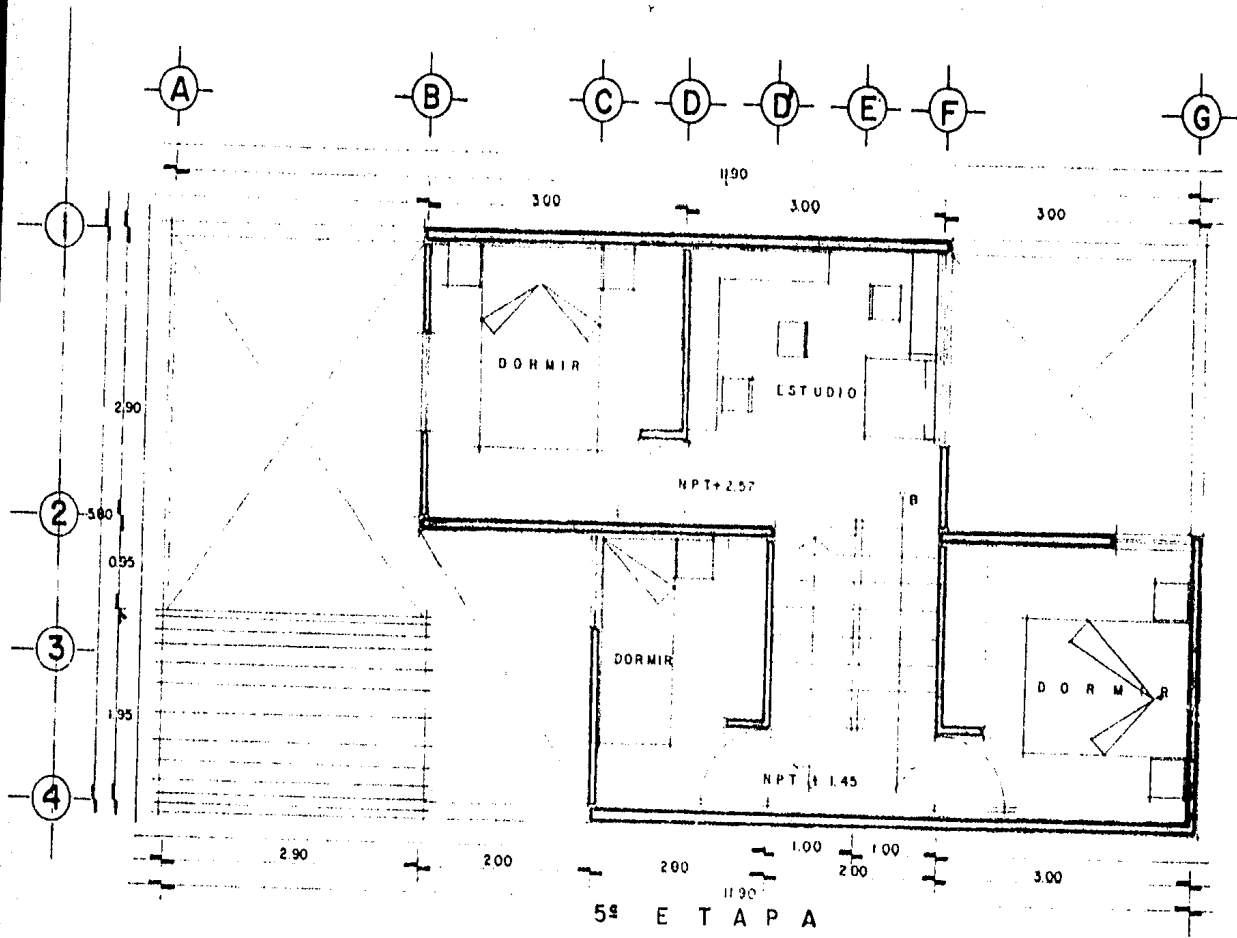 A B C D D' E F G
11.90
3.00 3.00 3.00
1
DORMIR
ESTUDIO
2.90
NPT+2.57
B
2
5.80
0.95
3
DORMIR
DORMIR
1.95
4
NPT + 1.45
2.90 2.00 2.00 1.00 1.00 3.00
2.00
11.90
5ª ETAPA